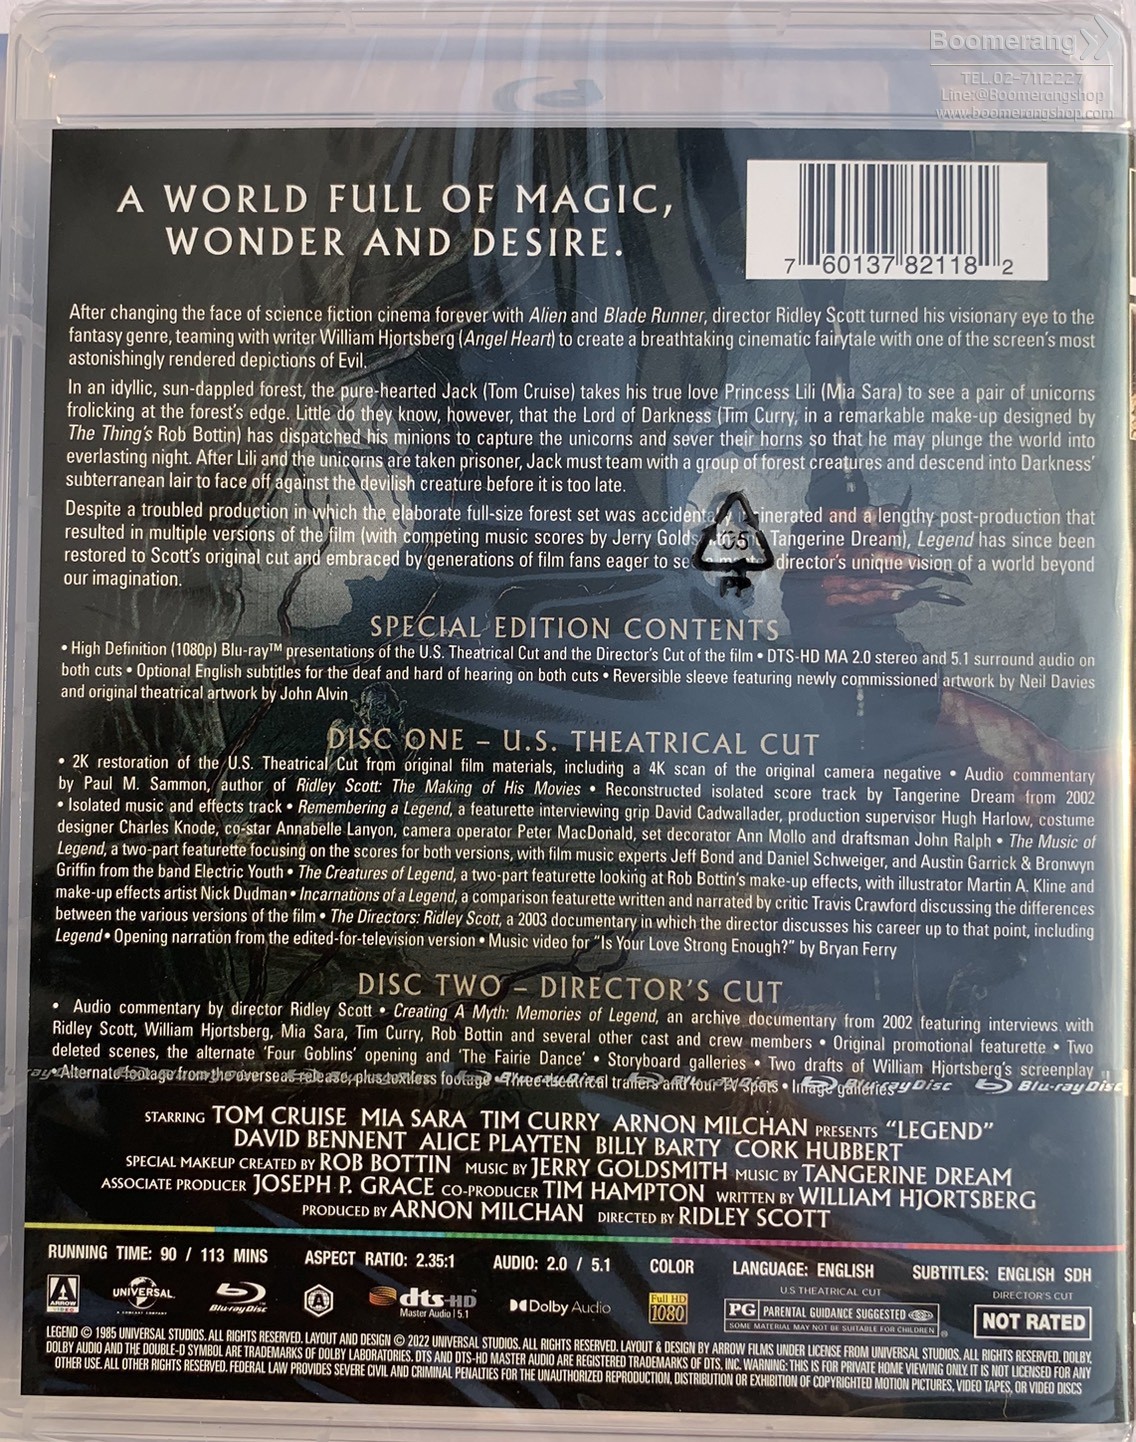 Boomerang
TEL.02-7112227
Line:@Boomerangshop
www.boomerangshop.com
A WORLD FULL OF MAGIC,
WONDER AND DESIRE.
7 60137 82118 2
After changing the face of science fiction cinema forever with Alien and Blade Runner, director Ridley Scott turned his visionary eye to the
fantasy genre, teaming with writer William Hjortsberg (Angel Heart) to create a breathtaking cinematic fairytale with one of the screen's most
astonishingly rendered depictions of Evil.
In an idyllic, sun-dappled forest, the pure-hearted Jack (Tom Cruise) takes his true love Princess Lili (Mia Sara) to see a pair of unicorns
frolicking at the forest's edge. Little do they know, however, that the Lord of Darkness (Tim Curry, in a remarkable make-up designed by
The Thing's Rob Bottin) has dispatched his minions to capture the unicorns and sever their horns so that he may plunge the world into
everlasting night. After Lili and the unicorns are taken prisoner, Jack must team with a group of forest creatures and descend into Darkness'
subterranean lair to face off against the devilish creature before it is too late.
Despite a troubled production in which the elaborate full-size forest set was and a lengthy post-production that
resulted in multiple versions of the film (with competing music scores by Jerry Tangerine Dream), Legend has since been
restored to Scott's original cut and embraced by generations of film fans eager to director's unique vision of a world beyond
our imagination.
05
PP
SPECIAL EDITION CONTENTS
• High Definition (1080p) Blu-ray™ presentations of the U.S. Theatrical Cut and the Director's Cut of the film • DTS-HD MA 2.0 stereo and 5.1 surround audio on
both cuts • Optional English subtitles for the deaf and hard of hearing on both cuts • Reversible sleeve featuring newly commissioned artwork by Neil Davies
and original theatrical artwork by John Alvin
DISC ONE – U.S. THEATRICAL CUT
• 2K restoration of the U.S. Theatrical Cut from original film materials, including a 4K scan of the original camera negative • Audio commentary
by Paul M. Sammon, author of Ridley Scott: The Making of His Movies • Reconstructed isolated score track by Tangerine Dream from 2002
• Isolated music and effects track • Remembering a Legend, a featurette interviewing grip David Cadwallader, production supervisor Hugh Harlow, costume
designer Charles Knode, co-star Annabelle Lanyon, camera operator Peter MacDonald, set decorator Ann Mollo and draftsman John Ralph • The Music of
Legend, a two-part featurette focusing on the scores for both versions, with film music experts Jeff Bond and Daniel Schweiger, and Austin Garrick & Bronwyn
Griffin from the band Electric Youth • The Creatures of Legend, a two-part featurette looking at Rob Bottin's make-up effects, with illustrator Martin A. Kline and
make-up effects artist Nick Dudman • Incarnations of a Legend, a comparison featurette written and narrated by critic Travis Crawford discussing the differences
between the various versions of the film • The Directors: Ridley Scott, a 2003 documentary in which the director discusses his career up to that point, including
Legend • Opening narration from the edited-for-television version • Music video for "Is Your Love Strong Enough?" by Bryan Ferry
DISC TWO – DIRECTOR'S CUT
• Audio commentary by director Ridley Scott • Creating A Myth: Memories of Legend, an archive documentary from 2002 featuring interviews with
Ridley Scott, William Hjortsberg, Mia Sara, Tim Curry, Rob Bottin and several other cast and crew members • Original promotional featurette • Two
deleted scenes, the alternate 'Four Goblins' opening and 'The Fairie Dance' • Storyboard galleries • Two drafts of William Hjortsberg's screenplay
• Alternate footage from the overseas release, plus textless footage • Three theatrical trailers and four TV spots • Image galleries
Blu-ray Disc Blu-ray Disc
STARRING TOM CRUISE MIA SARA TIM CURRY ARNON MILCHAN PRESENTS "LEGEND"
DAVID BENNENT ALICE PLAYTEN BILLY BARTY CORK HUBBERT
SPECIAL MAKEUP CREATED BY ROB BOTTIN MUSIC BY JERRY GOLDSMITH MUSIC BY TANGERINE DREAM
ASSOCIATE PRODUCER JOSEPH P. GRACE CO-PRODUCER TIM HAMPTON WRITTEN BY WILLIAM HJORTSBERG
PRODUCED BY ARNON MILCHAN DIRECTED BY RIDLEY SCOTT
RUNNING TIME: 90 / 113 MINS ASPECT RATIO: 2.35:1 AUDIO: 2.0 / 5.1 COLOR LANGUAGE: ENGLISH SUBTITLES: ENGLISH SDH
U.S THEATRICAL CUT DIRECTOR'S CUT
ARROW VIDEO UNIVERSAL A COMCAST COMPANY Blu-ray Disc A dts-HD Master Audio | 5.1 Dolby Audio Full HD 1080 PG PARENTAL GUIDANCE SUGGESTED NOT RATED
SOME MATERIAL MAY NOT BE SUITABLE FOR CHILDREN ®
LEGEND © 1985 UNIVERSAL STUDIOS. ALL RIGHTS RESERVED. LAYOUT AND DESIGN © 2022 UNIVERSAL STUDIOS. ALL RIGHTS RESERVED. LAYOUT & DESIGN BY ARROW FILMS UNDER LICENSE FROM UNIVERSAL STUDIOS. ALL RIGHTS RESERVED. DOLBY,
DOLBY AUDIO AND THE DOUBLE-D SYMBOL ARE TRADEMARKS OF DOLBY LABORATORIES. DTS AND DTS-HD MASTER AUDIO ARE REGISTERED TRADEMARKS OF DTS, INC. WARNING: THIS IS FOR PRIVATE HOME VIEWING ONLY. IT IS NOT LICENSED FOR ANY
OTHER USE. ALL OTHER RIGHTS RESERVED. FEDERAL LAW PROVIDES SEVERE CIVIL AND CRIMINAL PENALTIES FOR THE UNAUTHORIZED REPRODUCTION, DISTRIBUTION OR EXHIBITION OF COPYRIGHTED MOTION PICTURES, VIDEO TAPES, OR VIDEO DISCS